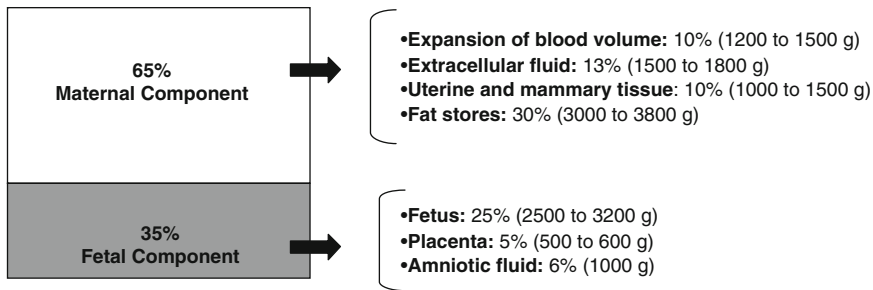 65%
Maternal Component
•Expansion of blood volume: 10% (1200 to 1500 g)
•Extracellular fluid: 13% (1500 to 1800 g)
•Uterine and mammary tissue: 10% (1000 to 1500 g)
•Fat stores: 30% (3000 to 3800 g)
35%
Fetal Component
•Fetus: 25% (2500 to 3200 g)
•Placenta: 5% (500 to 600 g)
•Amniotic fluid: 6% (1000 g)